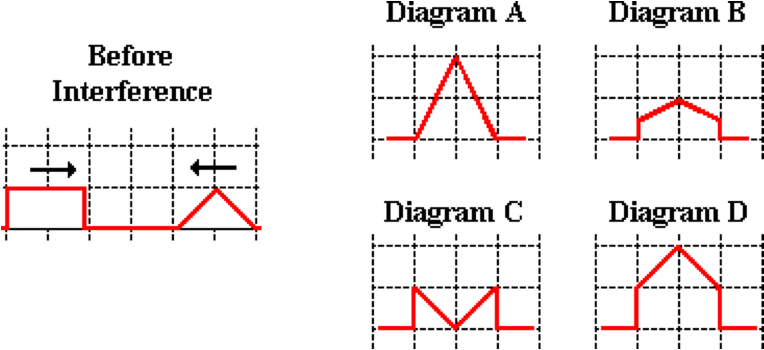 Before
Interference
Diagram A
Diagram B
Diagram C
Diagram D